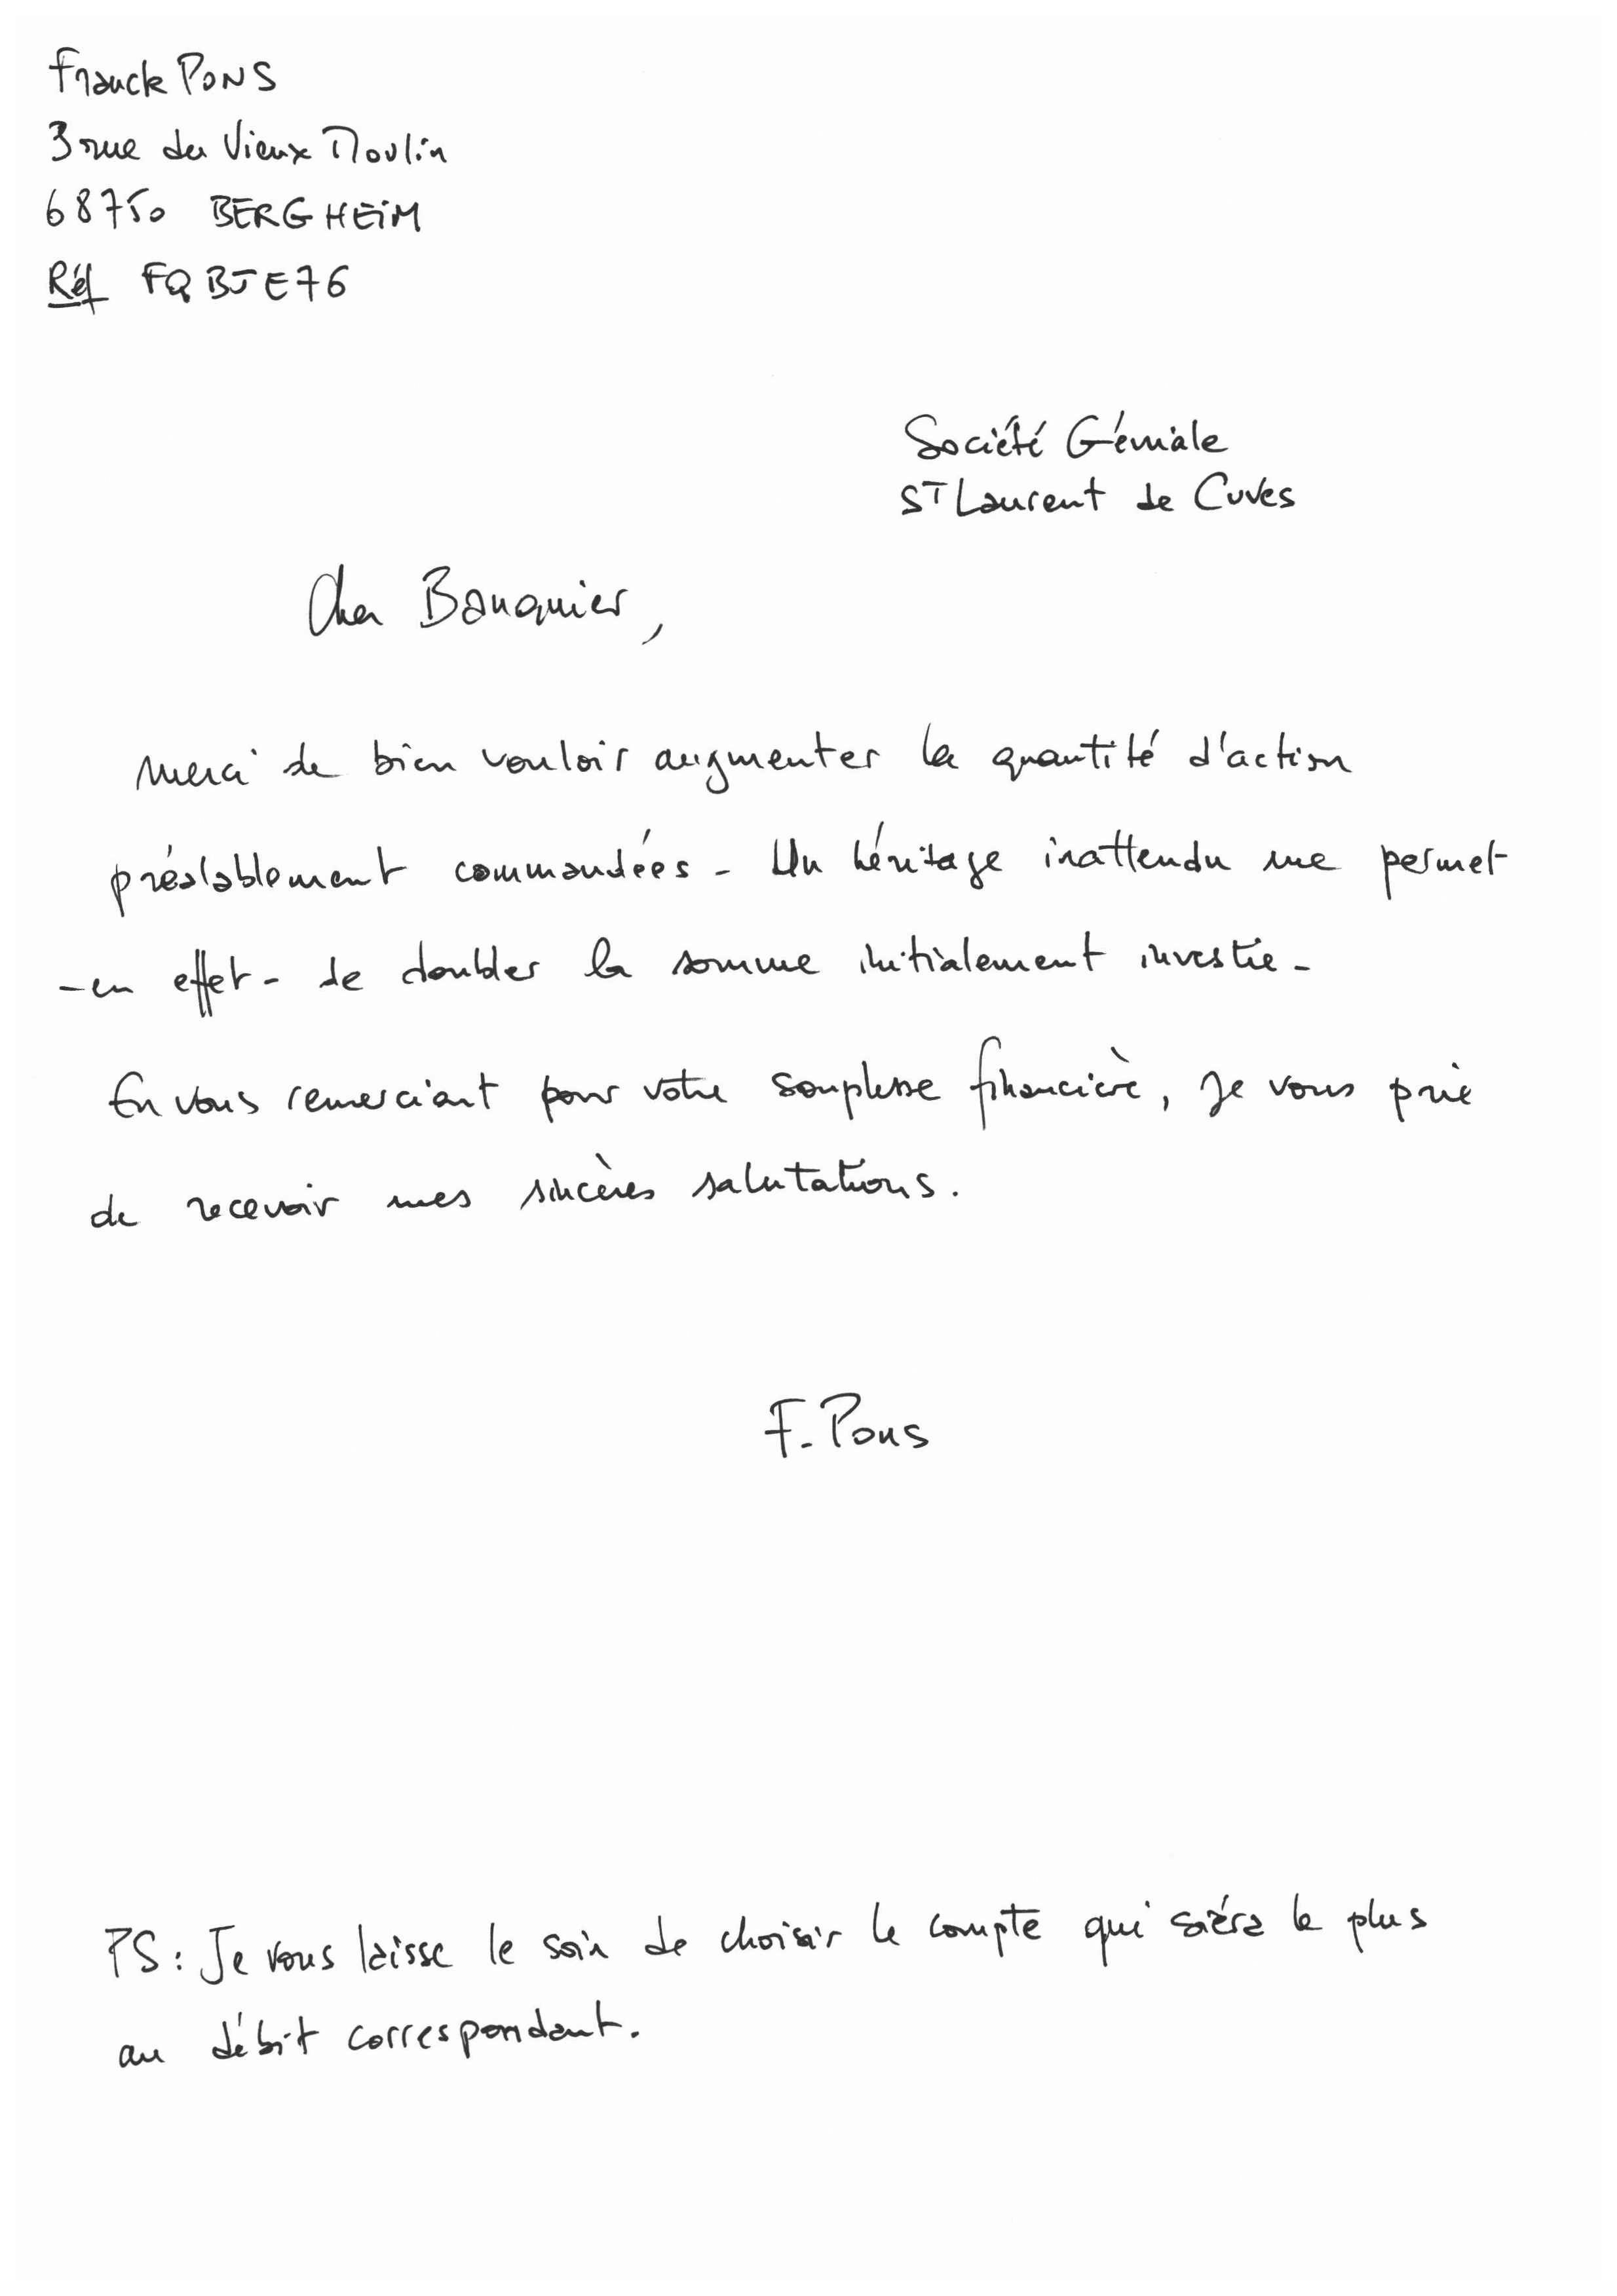 Franck PONS
3 rue du Vieux Moulin
68750 BERGHEIM
Réf FQBJE76
Société Géniale
ST Laurent de Cuves
Cher Banquier,
Merci de bien vouloir augmenter la quantité d'action
préalablement commandées - Un héritage inattendu me permet
- en effet - de doubler la somme initialement investie -
En vous remerciant pour votre souplesse financière, je vous prie
de recevoir mes sincères salutations.
F. Pons
PS : Je vous laisse le soin de choisir le compte qui siéra le plus
au débit correspondant.